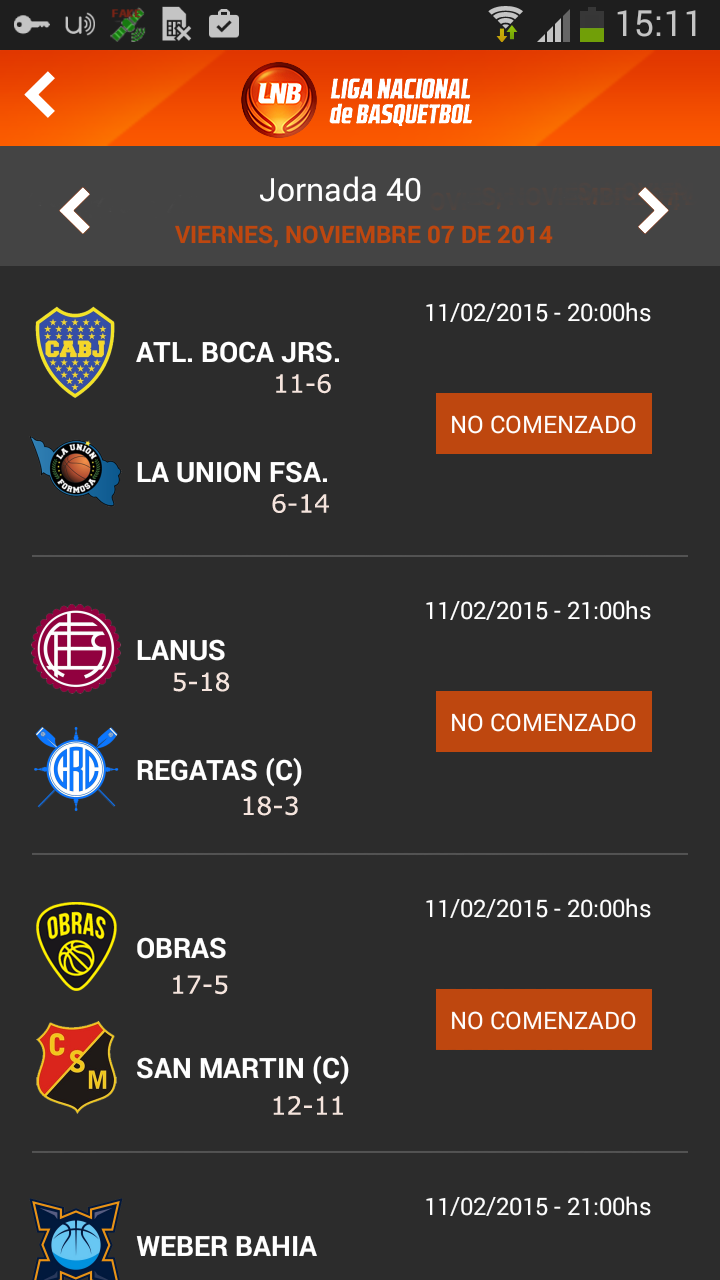 FAKE
15:11
LNB
LIGA NACIONAL
de BASQUETBOL
Jornada 40
VIERNES, NOVIEMBRE 07 DE 2014
11/02/2015 - 20:00hs
CABJ
ATL. BOCA JRS.
11-6
NO COMENZADO
LA UNION
FORMOSA
LA UNION FSA.
6-14
11/02/2015 - 21:00hs
LANUS
5-18
NO COMENZADO
CRC
REGATAS (C)
18-3
11/02/2015 - 20:00hs
OBRAS
OBRAS
17-5
NO COMENZADO
C S M
SAN MARTIN (C)
12-11
11/02/2015 - 21:00hs
WEBER BAHIA